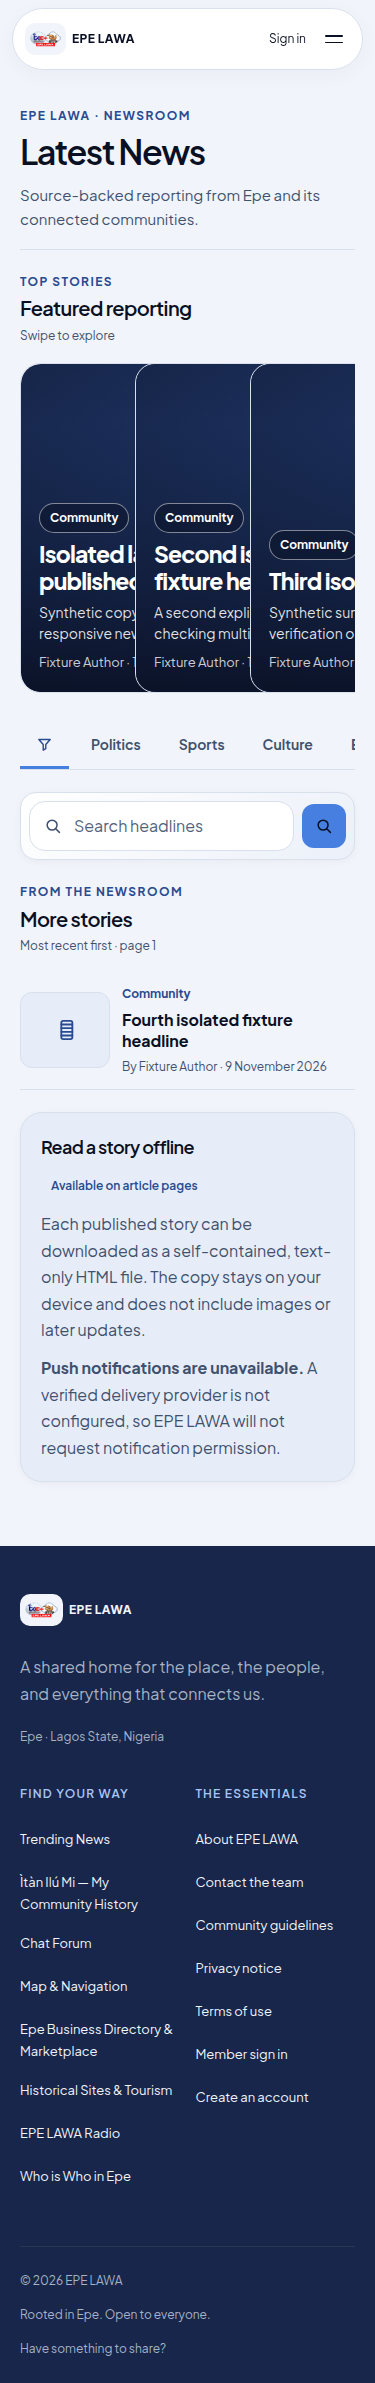 EPE LAWA
Sign in
EPE LAWA · NEWSROOM
Latest News
Source-backed reporting from Epe and its
connected communities.
TOP STORIES
Featured reporting
Swipe to explore
Community
Isolated
published
Synthetic copy
responsive
Fixture Author ·
Community
Second
fixture
A second
checking
Fixture Author ·
Community
Third
Synthetic
verification
Fixture Author
Politics
Sports
Culture
Search headlines
FROM THE NEWSROOM
More stories
Most recent first · page 1
Community
Fourth isolated fixture
headline
By Fixture Author · 9 November 2026
Read a story offline
Available on article pages
Each published story can be
downloaded as a self-contained, text-
only HTML file. The copy stays on your
device and does not include images or
later updates.
Push notifications are unavailable. A
verified delivery provider is not
configured, so EPE LAWA will not
request notification permission.
EPE LAWA
A shared home for the place, the people,
and everything that connects us.
Epe · Lagos State, Nigeria
FIND YOUR WAY
Trending News
Ìtàn Ilú Mi — My
Community History
Chat Forum
Map & Navigation
Epe Business Directory &
Marketplace
Historical Sites & Tourism
EPE LAWA Radio
Who is Who in Epe
THE ESSENTIALS
About EPE LAWA
Contact the team
Community guidelines
Privacy notice
Terms of use
Member sign in
Create an account
© 2026 EPE LAWA
Rooted in Epe. Open to everyone.
Have something to share?